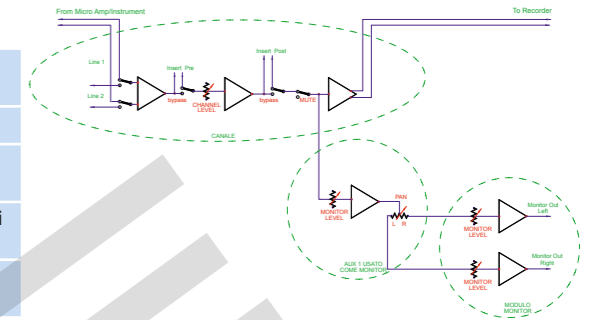 From Micro Amp/Instrument
To Recorder
Line 1
Line 2
Insert Pre
Insert Post
bypass
CHANNEL
LEVEL
bypass
MUTE
CANALE
MONITOR
LEVEL
PAN
L R
AUX 1 USATO
COME MONITOR
MONITOR
LEVEL
Monitor Out
Left
MONITOR
LEVEL
Monitor Out
Right
MODULO
MONITOR
i